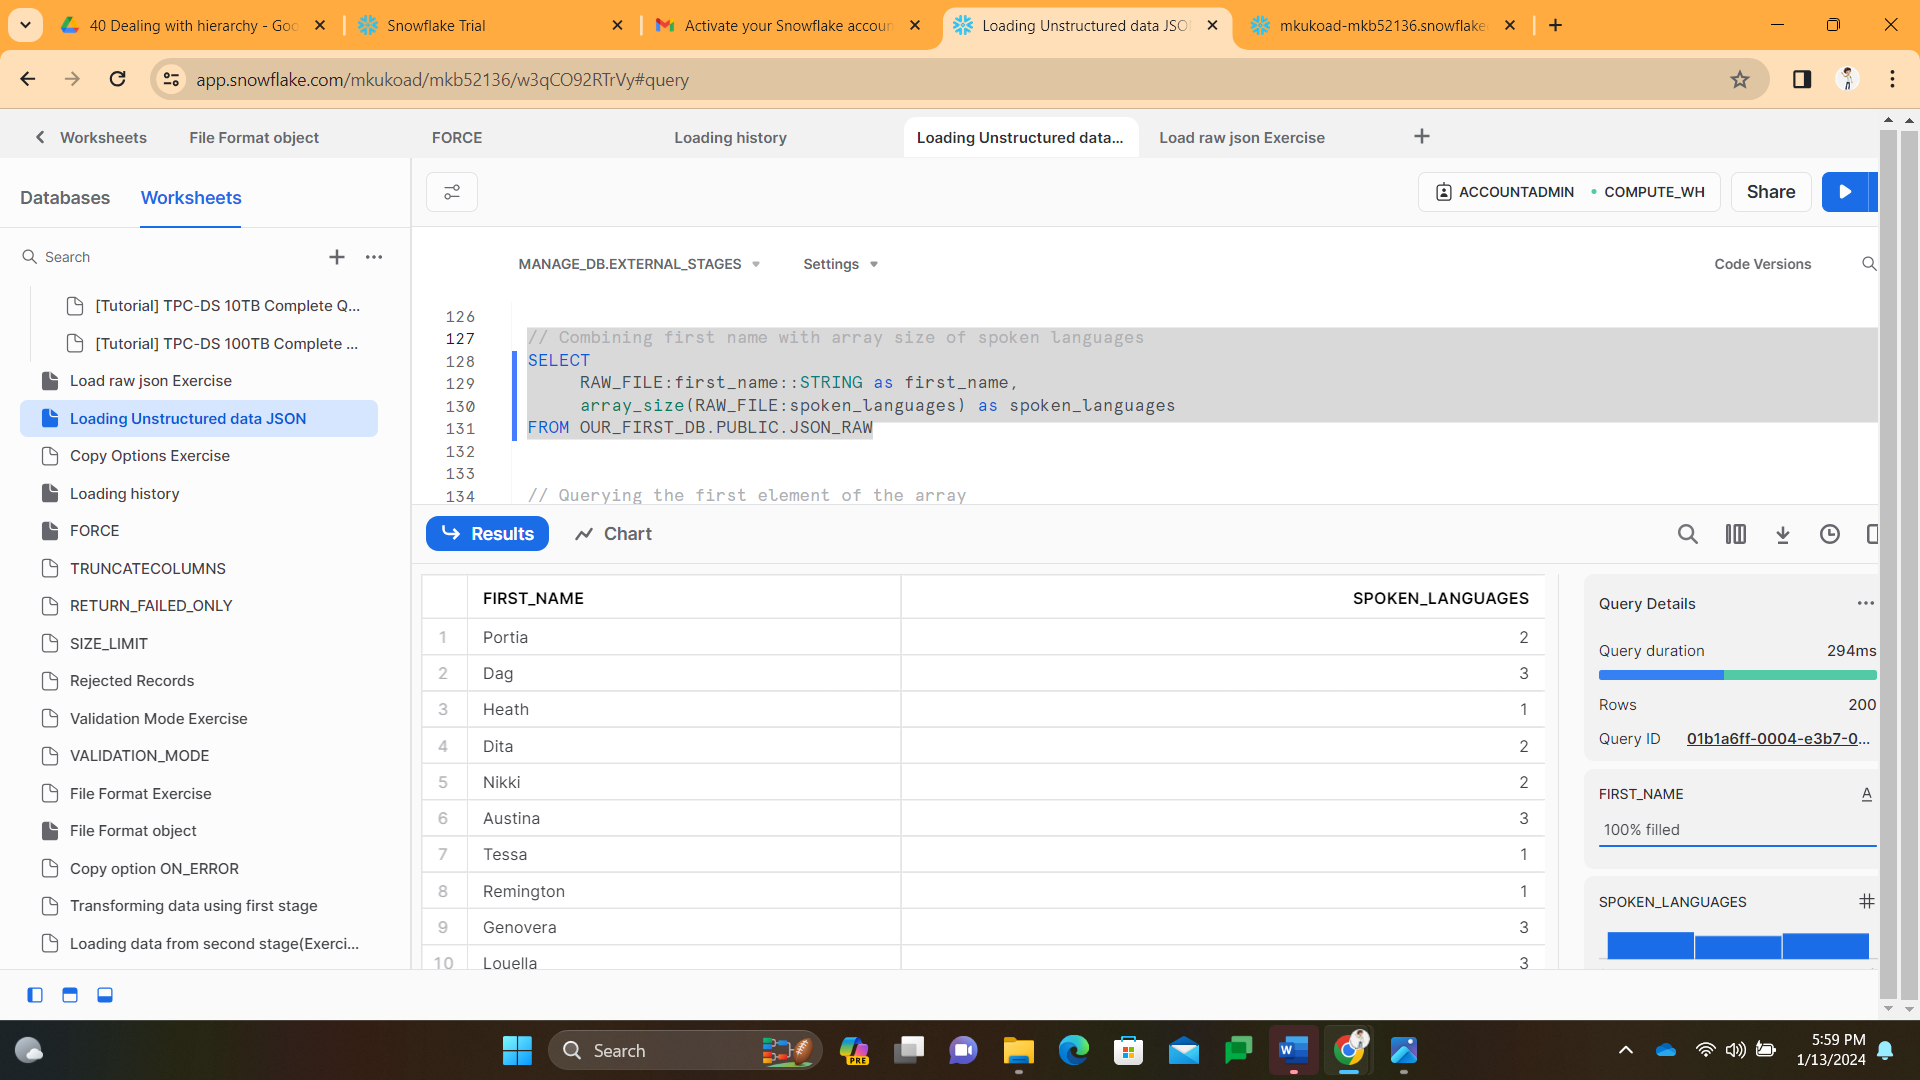 40 Dealing with hierarchy - Goo
Snowflake Trial
Activate your Snowflake accoun
Loading Unstructured data JSO
mkukoad-mkb52136.snowflake
app.snowflake.com/mkukoad/mkb52136/w3qCO92RTrVy#query
Worksheets
File Format object
FORCE
Loading history
Loading Unstructured data...
Load raw json Exercise
Databases
Worksheets
ACCOUNTADMIN
COMPUTE_WH
Share
Search
MANAGE_DB.EXTERNAL_STAGES
Settings
Code Versions
[Tutorial] TPC-DS 10TB Complete Q...
[Tutorial] TPC-DS 100TB Complete ...
Load raw json Exercise
Loading Unstructured data JSON
Copy Options Exercise
Loading history
FORCE
TRUNCATECOLUMNS
RETURN_FAILED_ONLY
SIZE_LIMIT
Rejected Records
Validation Mode Exercise
VALIDATION_MODE
File Format Exercise
File Format object
Copy option ON_ERROR
Transforming data using first stage
Loading data from second stage(Exerci...
126
127 // Combining first name with array size of spoken languages
128 SELECT
129 RAW_FILE:first_name::STRING as first_name,
130 array_size(RAW_FILE:spoken_languages) as spoken_languages
131 FROM OUR_FIRST_DB.PUBLIC.JSON_RAW
132
133
134 // Querying the first element of the array
Results
Chart
FIRST_NAME SPOKEN_LANGUAGES
1 Portia 2
2 Dag 3
3 Heath 1
4 Dita 2
5 Nikki 2
6 Austina 3
7 Tessa 1
8 Remington 1
9 Genovera 3
10 Louella 3
Query Details
Query duration 294ms
Rows 200
Query ID 01b1a6ff-0004-e3b7-0...
FIRST_NAME A
100% filled
SPOKEN_LANGUAGES
Search
PRE
W
5:59 PM
1/13/2024